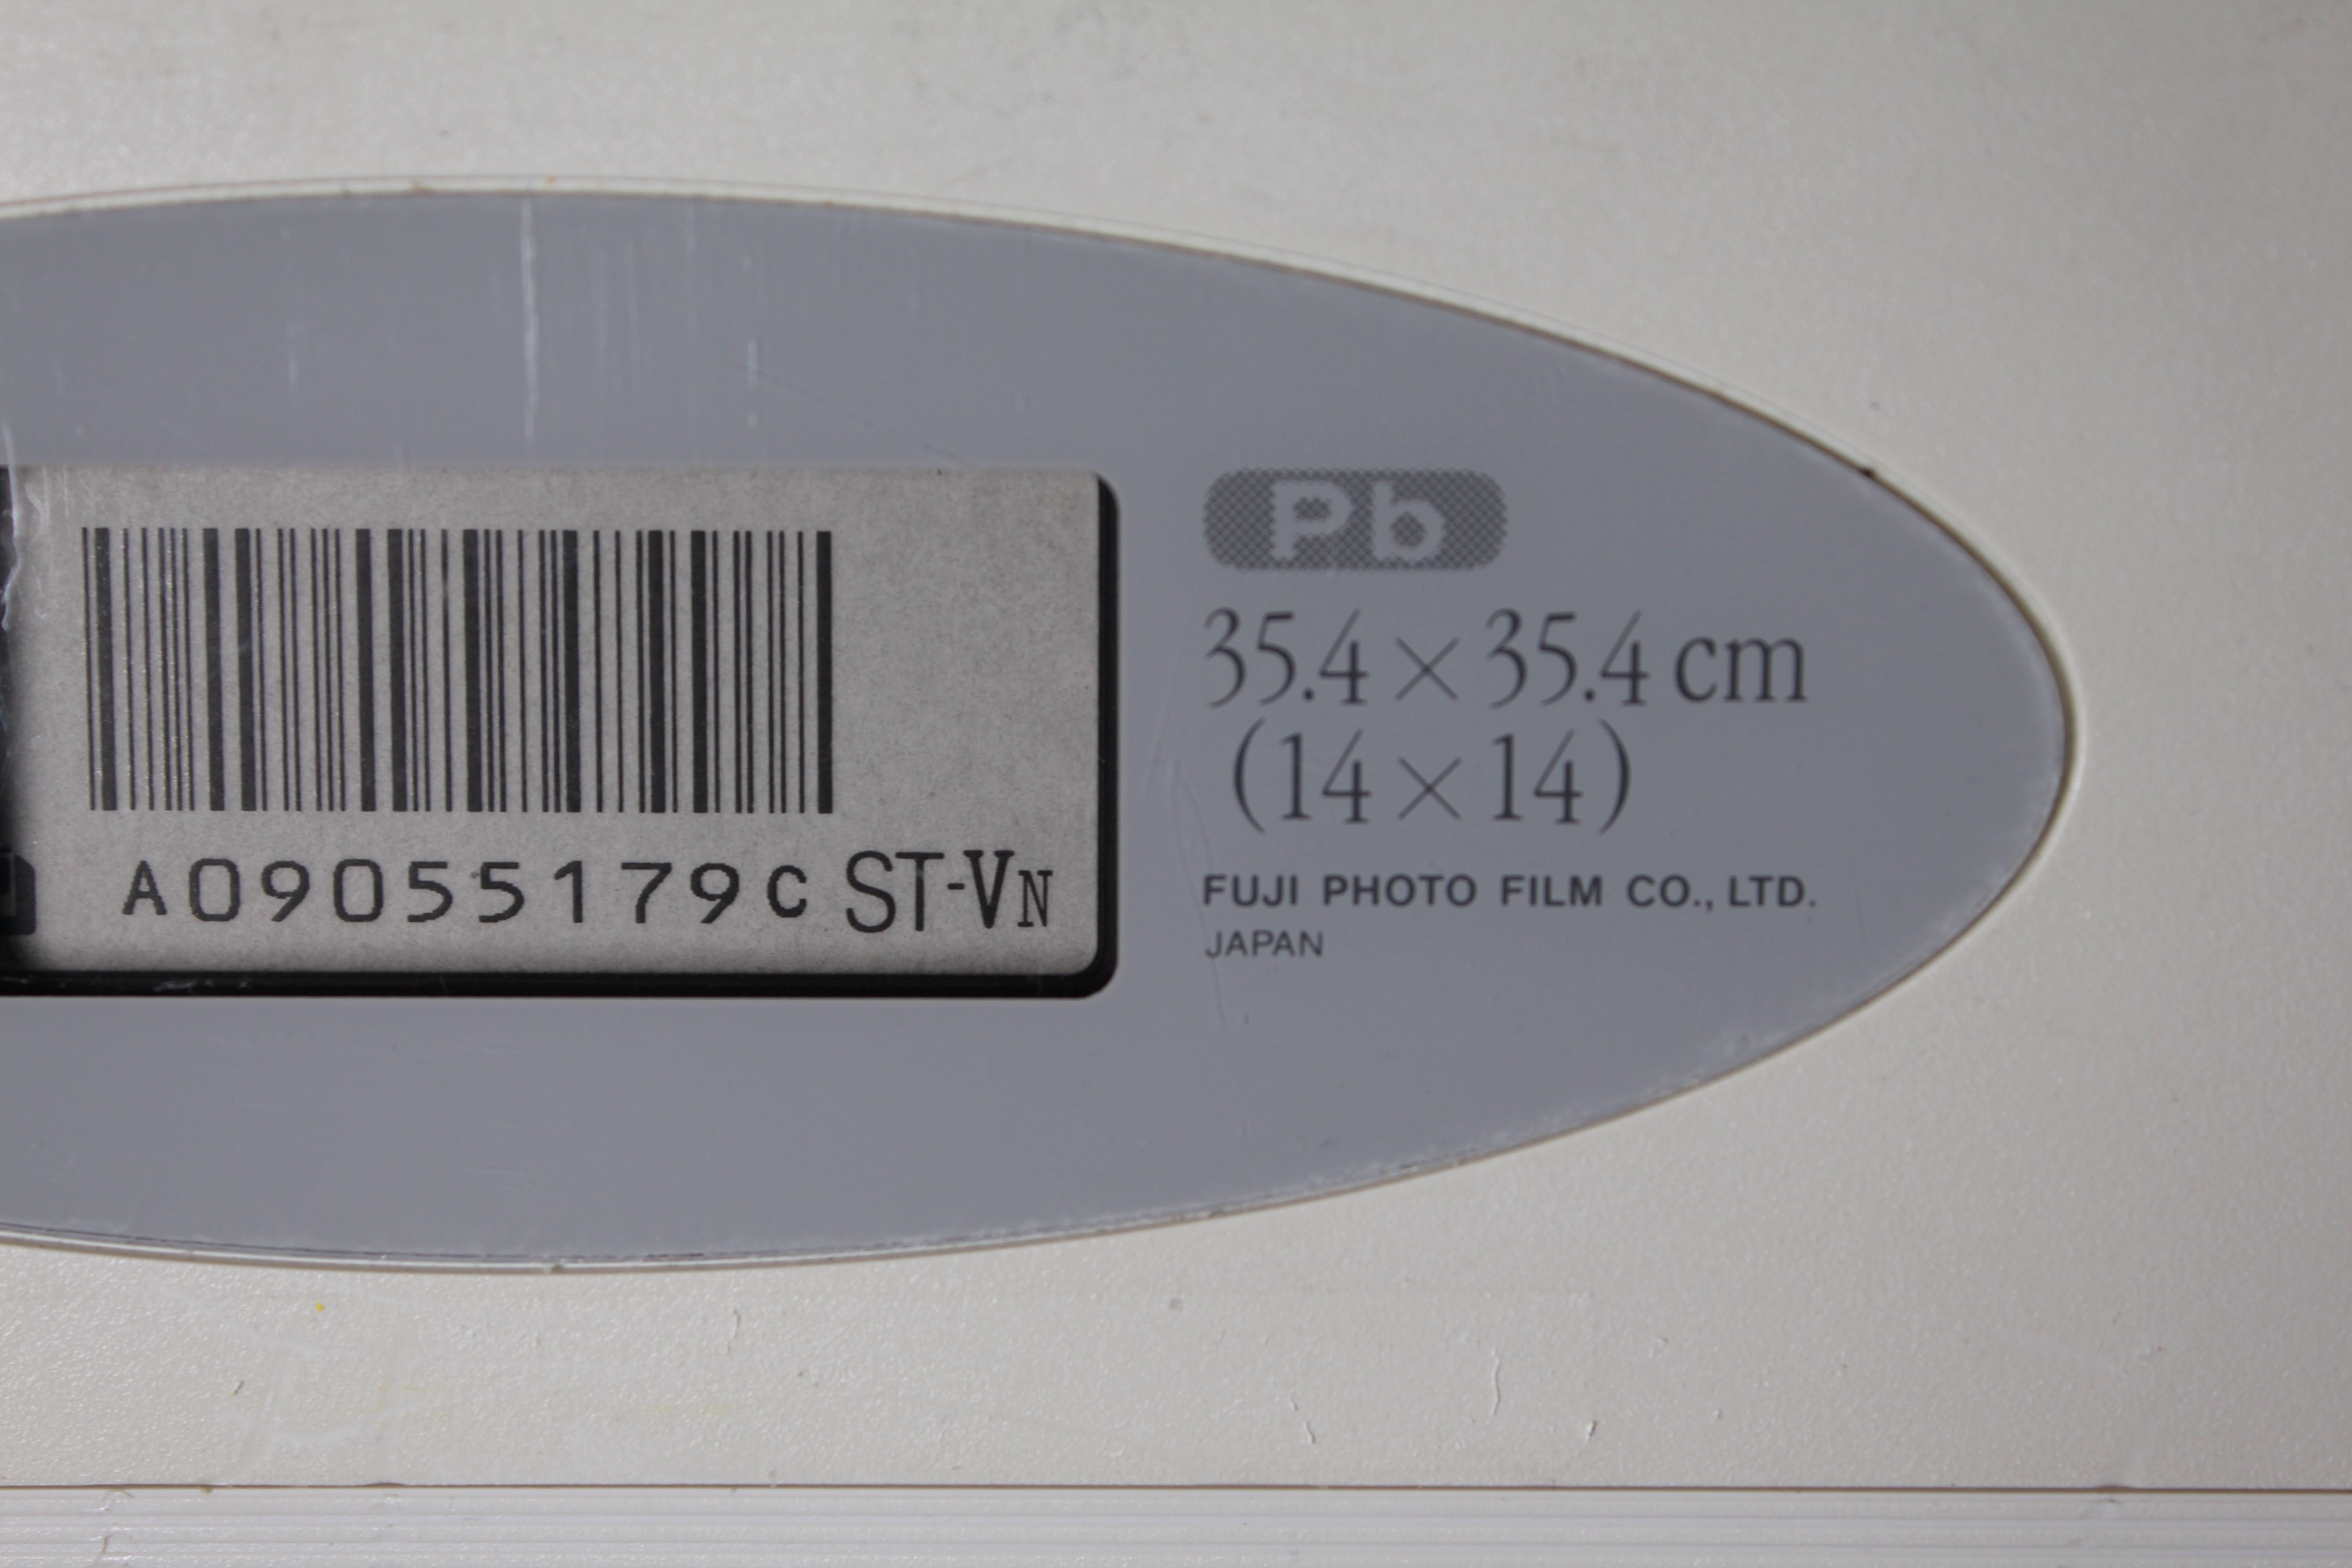 A09055179C ST-VN
Pb
35.4 × 35.4 cm
(14 × 14)
FUJI PHOTO FILM CO., LTD.
JAPAN